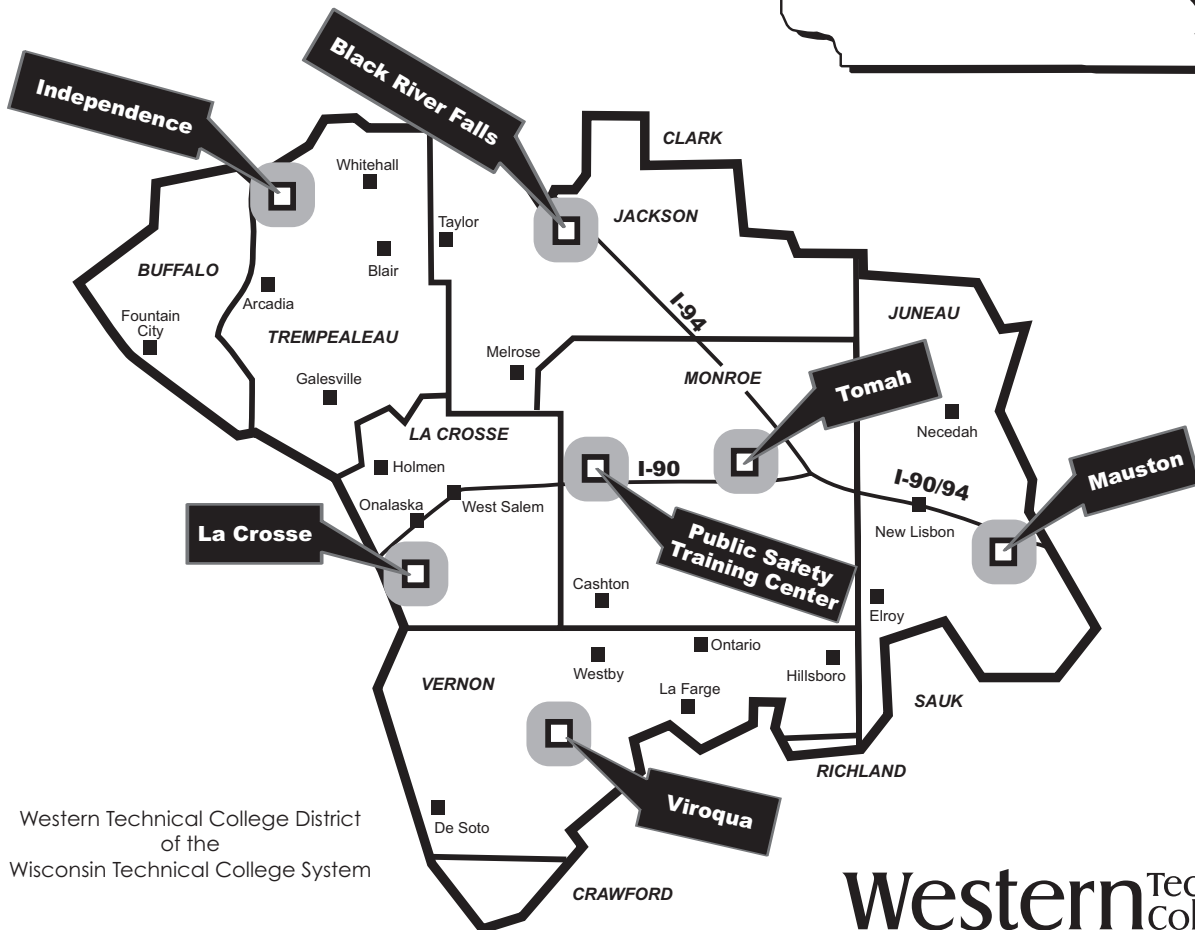 Independence
Black River Falls
CLARK
Whitehall
JACKSON
Taylor
BUFFALO
Blair
Arcadia
I-94
JUNEAU
Fountain
City
TREMPEALEAU
Melrose
MONROE
Tomah
Galesville
Necedah
LA CROSSE
Holmen
I-90
Mauston
I-90/94
Onalaska
West Salem
La Crosse
New Lisbon
Public Safety
Training Center
Cashton
Elroy
Ontario
Westby
Hillsboro
VERNON
La Farge
SAUK
RICHLAND
Viroqua
De Soto
Western Technical College District
of the
Wisconsin Technical College System
CRAWFORD
Western